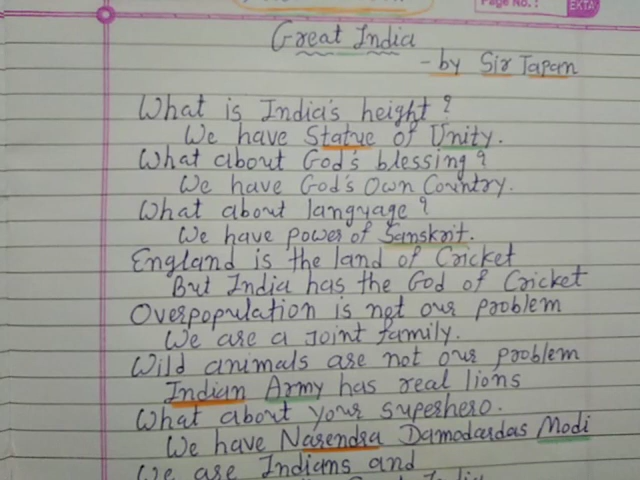 Page No. :
EXTA
Great India
- by Sir Tapan
What is India's height ?
We have Statue of Unity.
What about God's blessing ?
We have God's Own Country.
What about language ?
We have power of Sanskrit.
England is the land of Cricket
But India has the God of Cricket
Overpopulation is not our problem
We are a Joint family.
Wild animals are not our problem
Indian Army has real lions
What about your superhero.
We have Narendra Damodardas Modi
We are Indians and